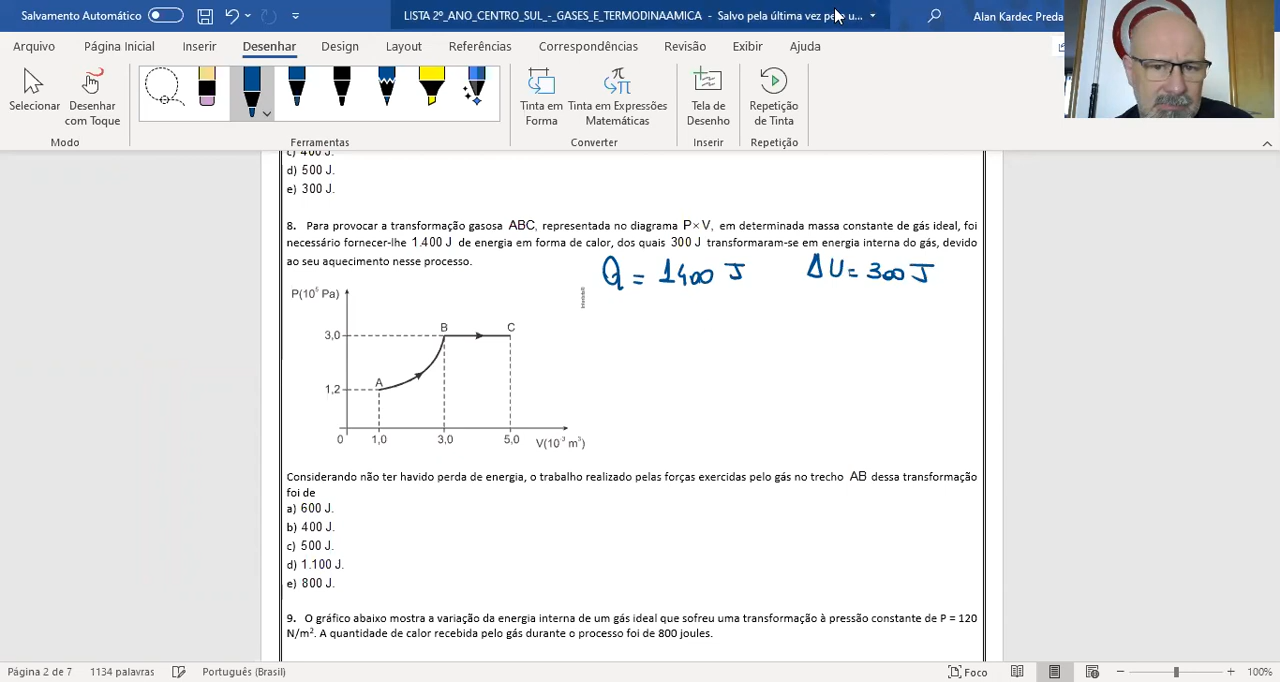 Salvamento Automático
LISTA 2º_ANO_CENTRO_SUL_-_GASES_E_TERMODINAAMICA - Salvo pela última vez pelo u...
Alan Kardec Preda
Arquivo Página Inicial Inserir Desenhar Design Layout Referências Correspondências Revisão Exibir Ajuda
Selecionar
Desenhar com Toque
Tinta em Forma
Tinta em Expressões Matemáticas
Tela de Desenho
Repetição de Tinta
Modo Ferramentas Converter Inserir Repetição
c) 400 J.
d) 500 J.
e) 300 J.
8. Para provocar a transformação gasosa ABC, representada no diagrama P×V, em determinada massa constante de gás ideal, foi
necessário fornecer-lhe 1.400 J de energia em forma de calor, dos quais 300 J transformaram-se em energia interna do gás, devido
ao seu aquecimento nesse processo.
Q = 1400 J ΔU = 300 J
P(10⁵ Pa)
B C
3,0
A
1,2
0 1,0 3,0 5,0 V(10⁻³ m³)
Considerando não ter havido perda de energia, o trabalho realizado pelas forças exercidas pelo gás no trecho AB dessa transformação
foi de
a) 600 J.
b) 400 J.
c) 500 J.
d) 1.100 J.
e) 800 J.
9. O gráfico abaixo mostra a variação da energia interna de um gás ideal que sofreu uma transformação à pressão constante de P = 120
N/m². A quantidade de calor recebida pelo gás durante o processo foi de 800 joules.
Página 2 de 7 1134 palavras Português (Brasil) Foco 100%